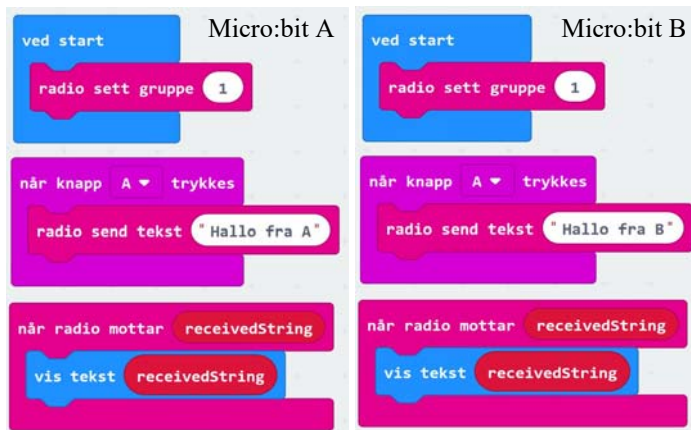 Micro:bit A
ved start
radio sett gruppe 1
når knapp A trykkes
radio send tekst "Hallo fra A"
når radio mottar receivedString
vis tekst receivedString
Micro:bit B
ved start
radio sett gruppe 1
når knapp A trykkes
radio send tekst "Hallo fra B"
når radio mottar receivedString
vis tekst receivedString